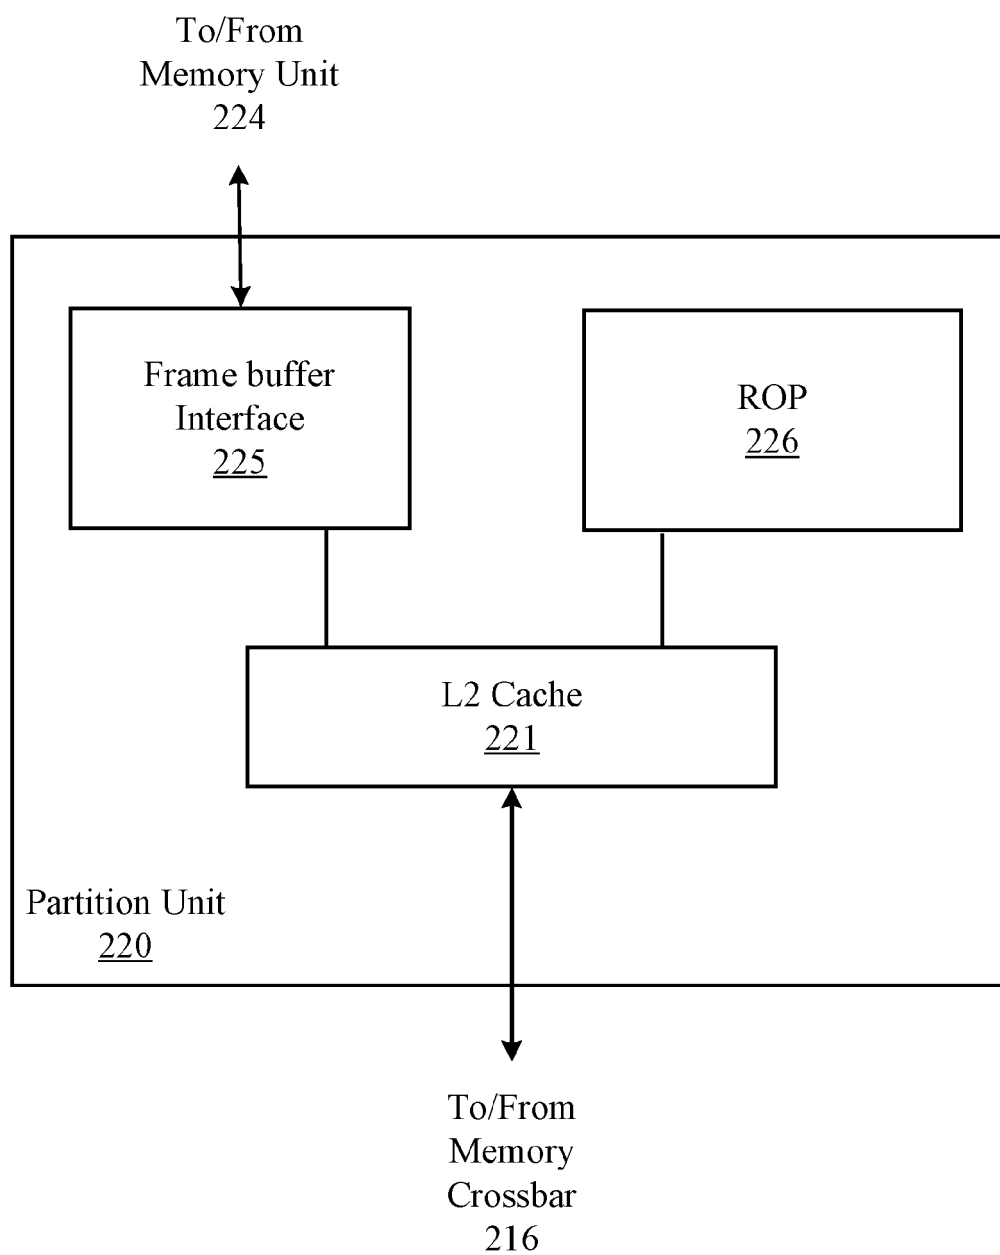 To/From
Memory Unit
224
Frame buffer
Interface
225
ROP
226
L2 Cache
221
Partition Unit
220
To/From
Memory
Crossbar
216